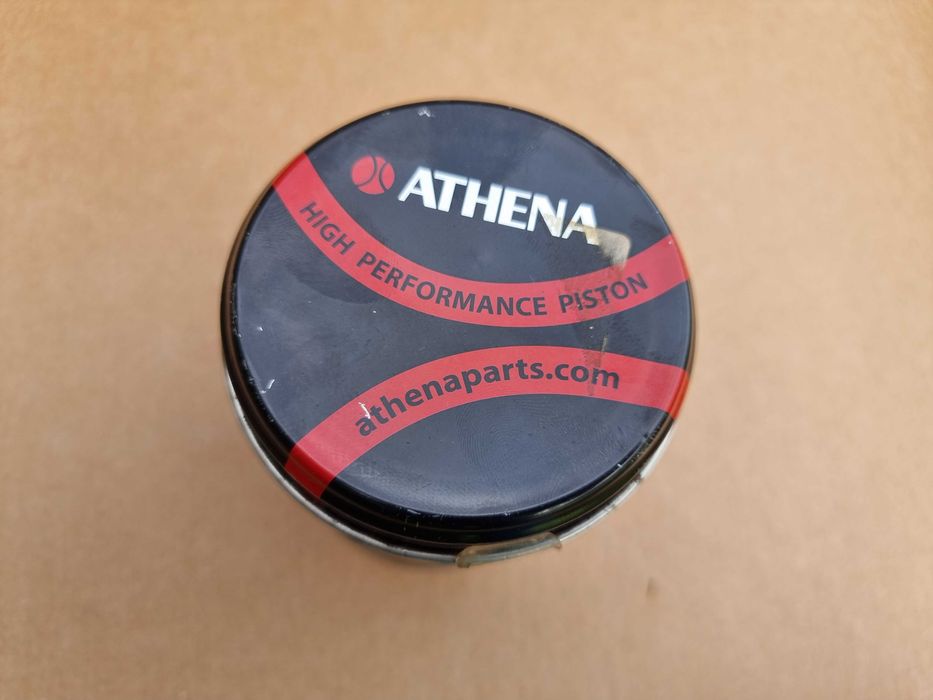 ATHENA
HIGH PERFORMANCE PISTON
athenaparts.com